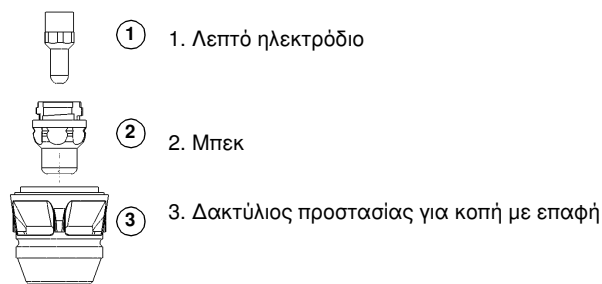 1 1. Λεπτό ηλεκτρόδιο
2 2. Μπεκ
3 3. Δακτύλιος προστασίας για κοπή με επαφή